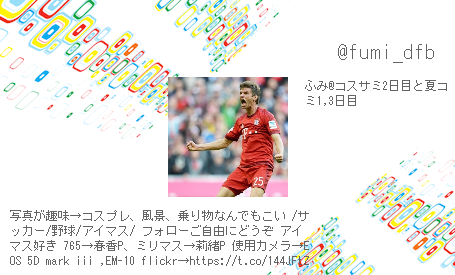 @fumi_dfb
ふみ@コスサミ2日目と夏コ
ミ1,3日目
写真が趣味→コスプレ、風景、乗り物なんでもこい /サ
ッカー/野球/アイマス/ フォローご自由にどうぞ アイ
マス好き 765→春香P、ミリマス→莉緒P 使用カメラ→E
OS 5D mark iii ,EM-10 flickr→https://t.co/144JF1Z
25